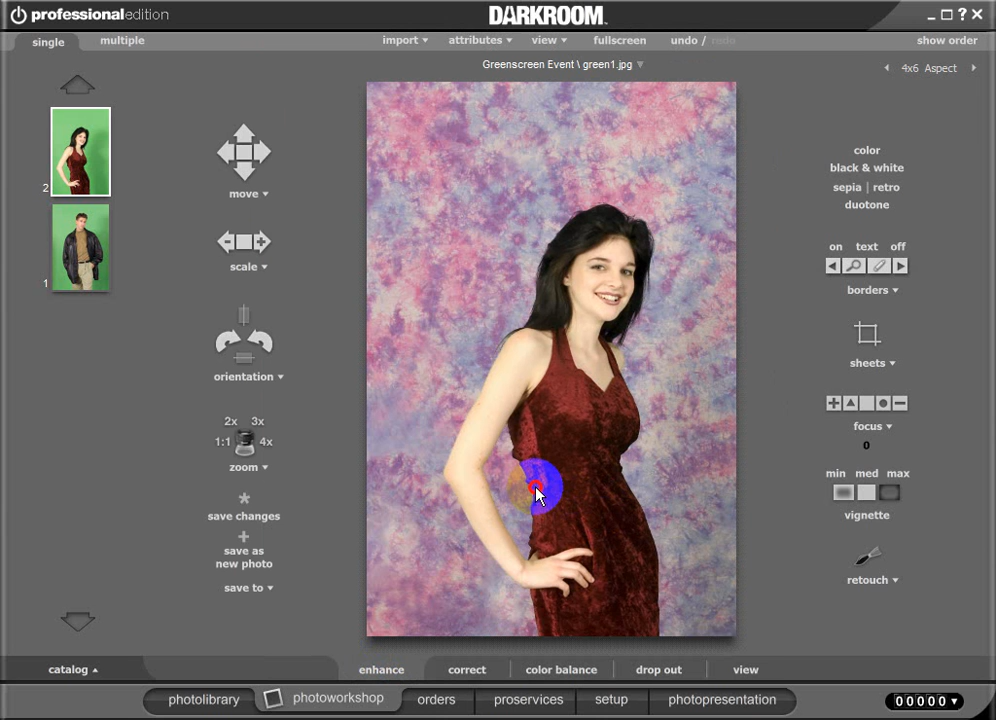 professionaledition
DARKROOM
?
single
multiple
import
attributes
view
fullscreen
undo / redo
show order
Greenscreen Event \ green1.jpg
4x6 Aspect
2
1
move
scale
orientation
2x 3x
1:1 4x
zoom
save changes
save as
new photo
save to
color
black & white
sepia | retro
duotone
on text off
borders
sheets
focus
0
min med max
vignette
retouch
catalog
enhance
correct
color balance
drop out
view
photolibrary
photoworkshop
orders
proservices
setup
photopresentation
00000